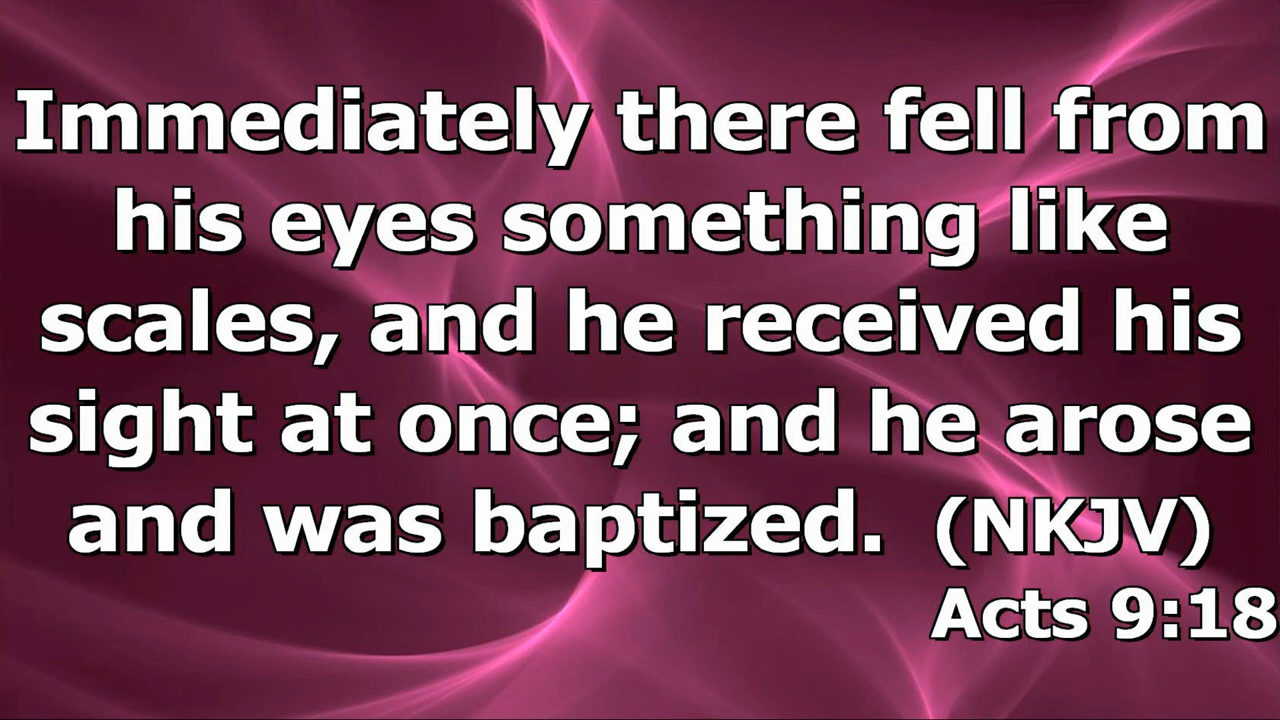 Immediately there fell from
his eyes something like
scales, and he received his
sight at once; and he arose
and was baptized.  (NKJV)
Acts 9:18